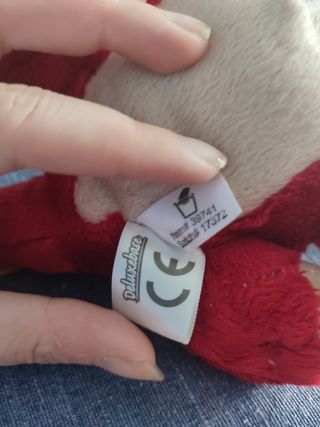 Item# 39741
Batch# 17372
Deluxebase
CE